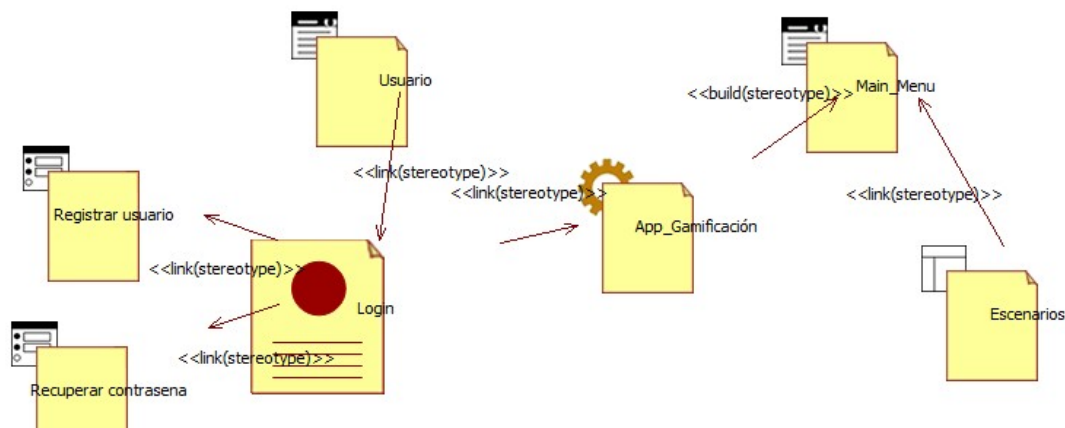 Usuario
<<build(stereotype)>>
Main_Menu
<<link(stereotype)>>
<<link(stereotype)>>
<<link(stereotype)>>
Registrar usuario
App_Gamificación
<<link(stereotype)>>
Login
Escenarios
<<link(stereotype)>>
Recuperar contrasena